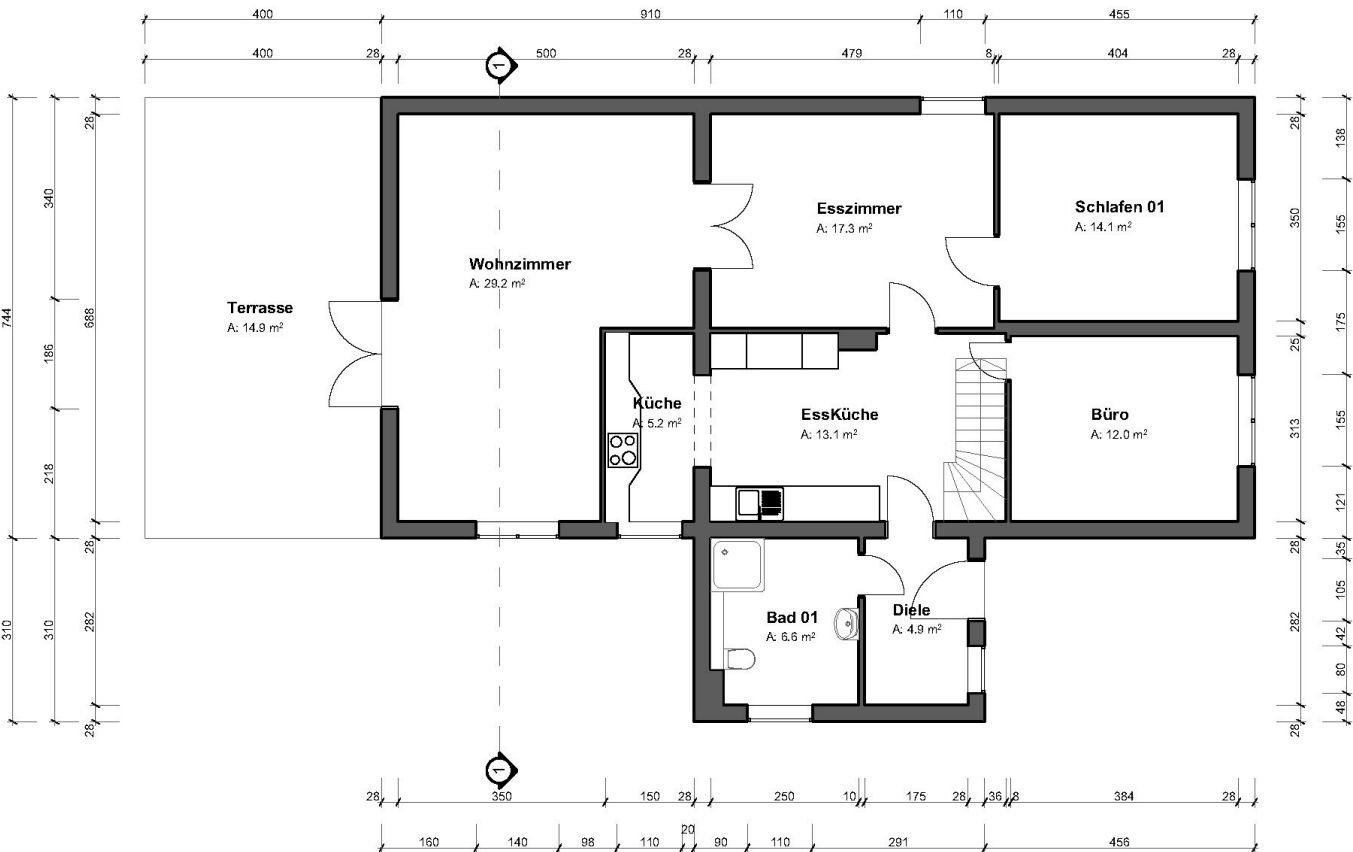 400 910 110 455
400 28 500 28 479 8 404 28
1
744 310
340 186 218 310
28 688 28 282 28
28 350 25 313 28 282 28
138 155 175 155 121 35 105 42 80 48
Esszimmer
A: 17.3 m²
Schlafen 01
A: 14.1 m²
Wohnzimmer
A: 29.2 m²
Terrasse
A: 14.9 m²
Küche
A: 5.2 m²
EssKüche
A: 13.1 m²
Büro
A: 12.0 m²
Bad 01
A: 6.6 m²
Diele
A: 4.9 m²
1
28 350 150 28 250 10 175 28 36 8 384 28
160 140 98 110 20 90 110 291 456